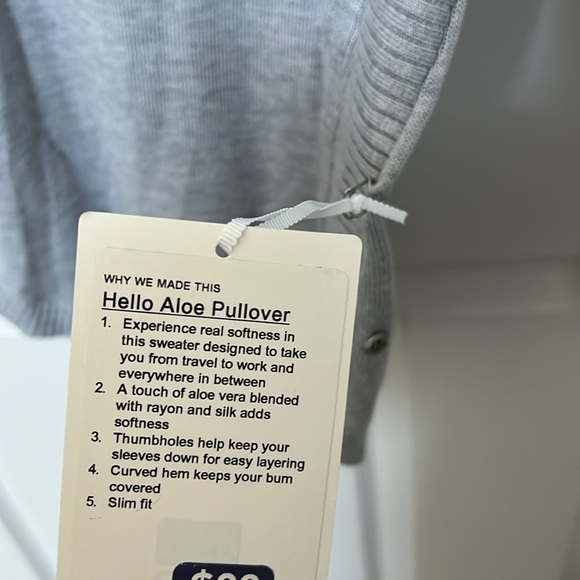 WHY WE MADE THIS
Hello Aloe Pullover
1. Experience real softness in
this sweater designed to take
you from travel to work and
everywhere in between
2. A touch of aloe vera blended
with rayon and silk adds
softness
3. Thumbholes help keep your
sleeves down for easy layering
4. Curved hem keeps your bum
covered
5. Slim fit